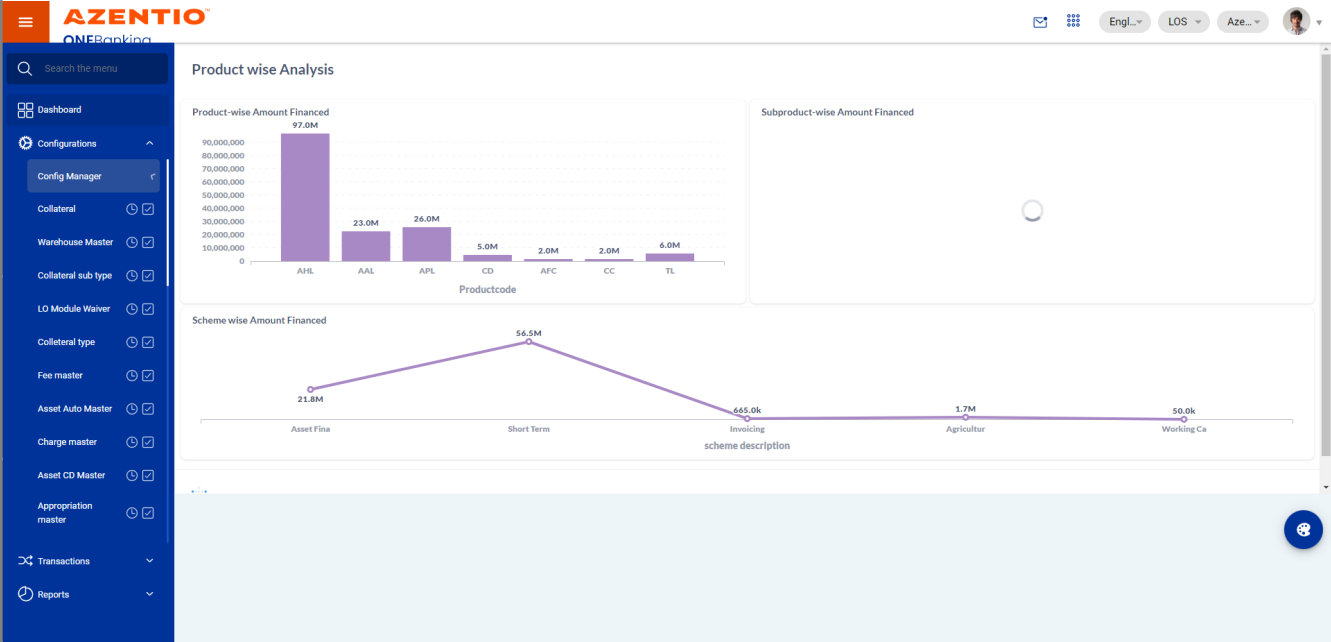 AZENTIO
ONEBanking
Engl...
LOS
Aze...
Search the menu
Dashboard
Configurations
Config Manager
Collateral
Warehouse Master
Collateral sub type
LO Module Waiver
Colleteral type
Fee master
Asset Auto Master
Charge master
Asset CD Master
Appropriation
master
Transactions
Reports
Product wise Analysis
Product-wise Amount Financed
97.0M
90,000,000
80,000,000
70,000,000
60,000,000
50,000,000
40,000,000
30,000,000
20,000,000
10,000,000
0
23.0M
26.0M
5.0M
2.0M
2.0M
6.0M
AHL
AAL
APL
CD
AFC
CC
TL
Productcode
Subproduct-wise Amount Financed
Scheme wise Amount Financed
56.5M
21.8M
665.0k
1.7M
50.0k
Asset Fina
Short Term
Invoicing
Agricultur
Working Ca
scheme description